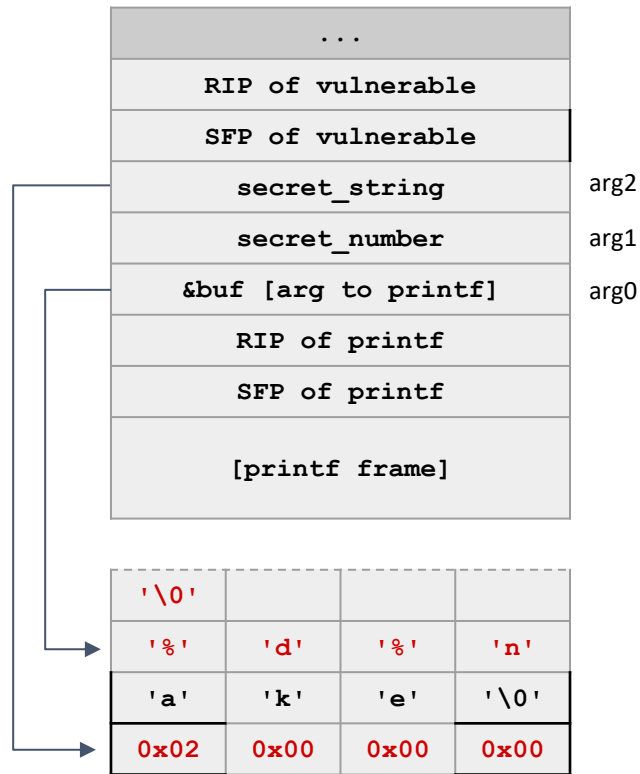 ...
RIP of vulnerable
SFP of vulnerable
secret_string arg2
secret_number arg1
&buf [arg to printf] arg0
RIP of printf
SFP of printf
[printf frame]
'\0'
'%' 'd' '%' 'n'
'a' 'k' 'e' '\0'
0x02 0x00 0x00 0x00